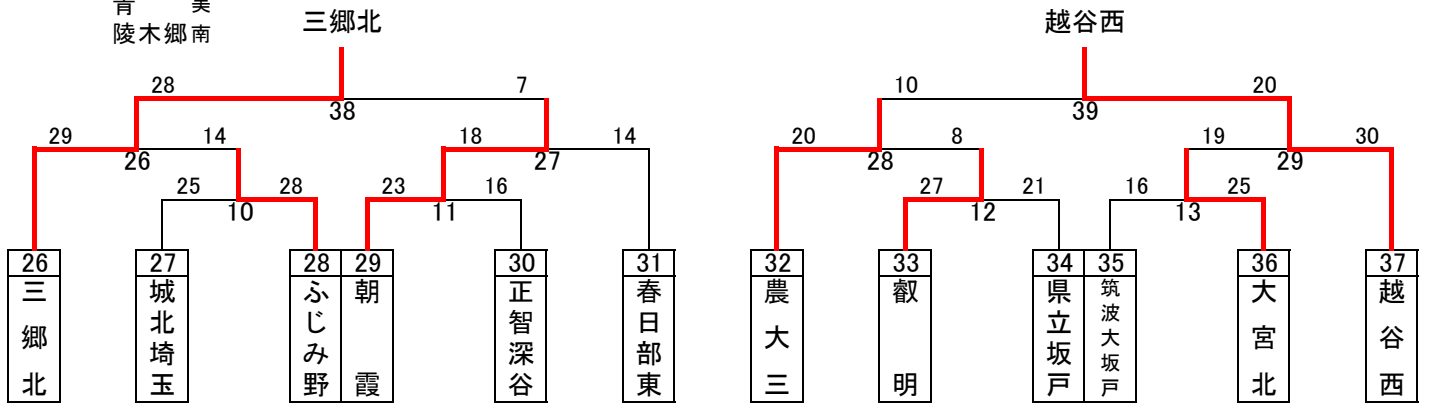 青 美
陵木郷南
三郷北
越谷西
28 7
38
10 20
39
29 14 18 14
26 27
20 8 19 30
28 29
25 28 23 16
10 11
27 21 16 25
12 13
26 27 28 29 30 31 32 33 34 35 36 37
三郷北
城北埼玉
ふじみ野
朝霞
正智深谷
春日部東
農大三
叡明
県立坂戸
筑波大坂戸
大宮北
越谷西